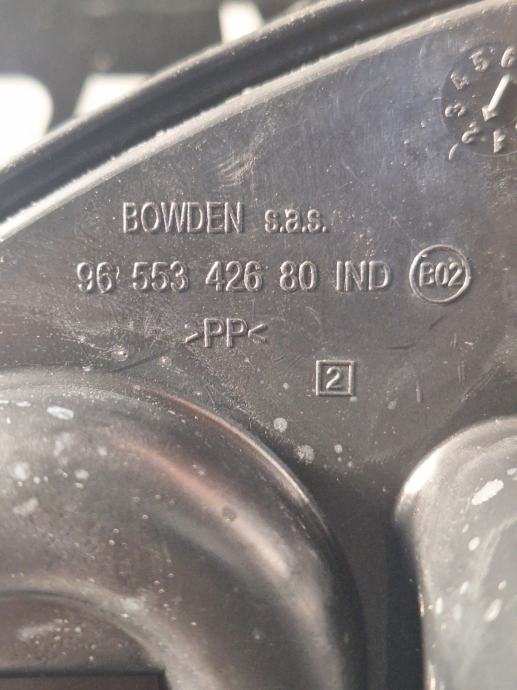 BOWDEN s.a.s.
96 553 426 80 IND B02
>PP<
2